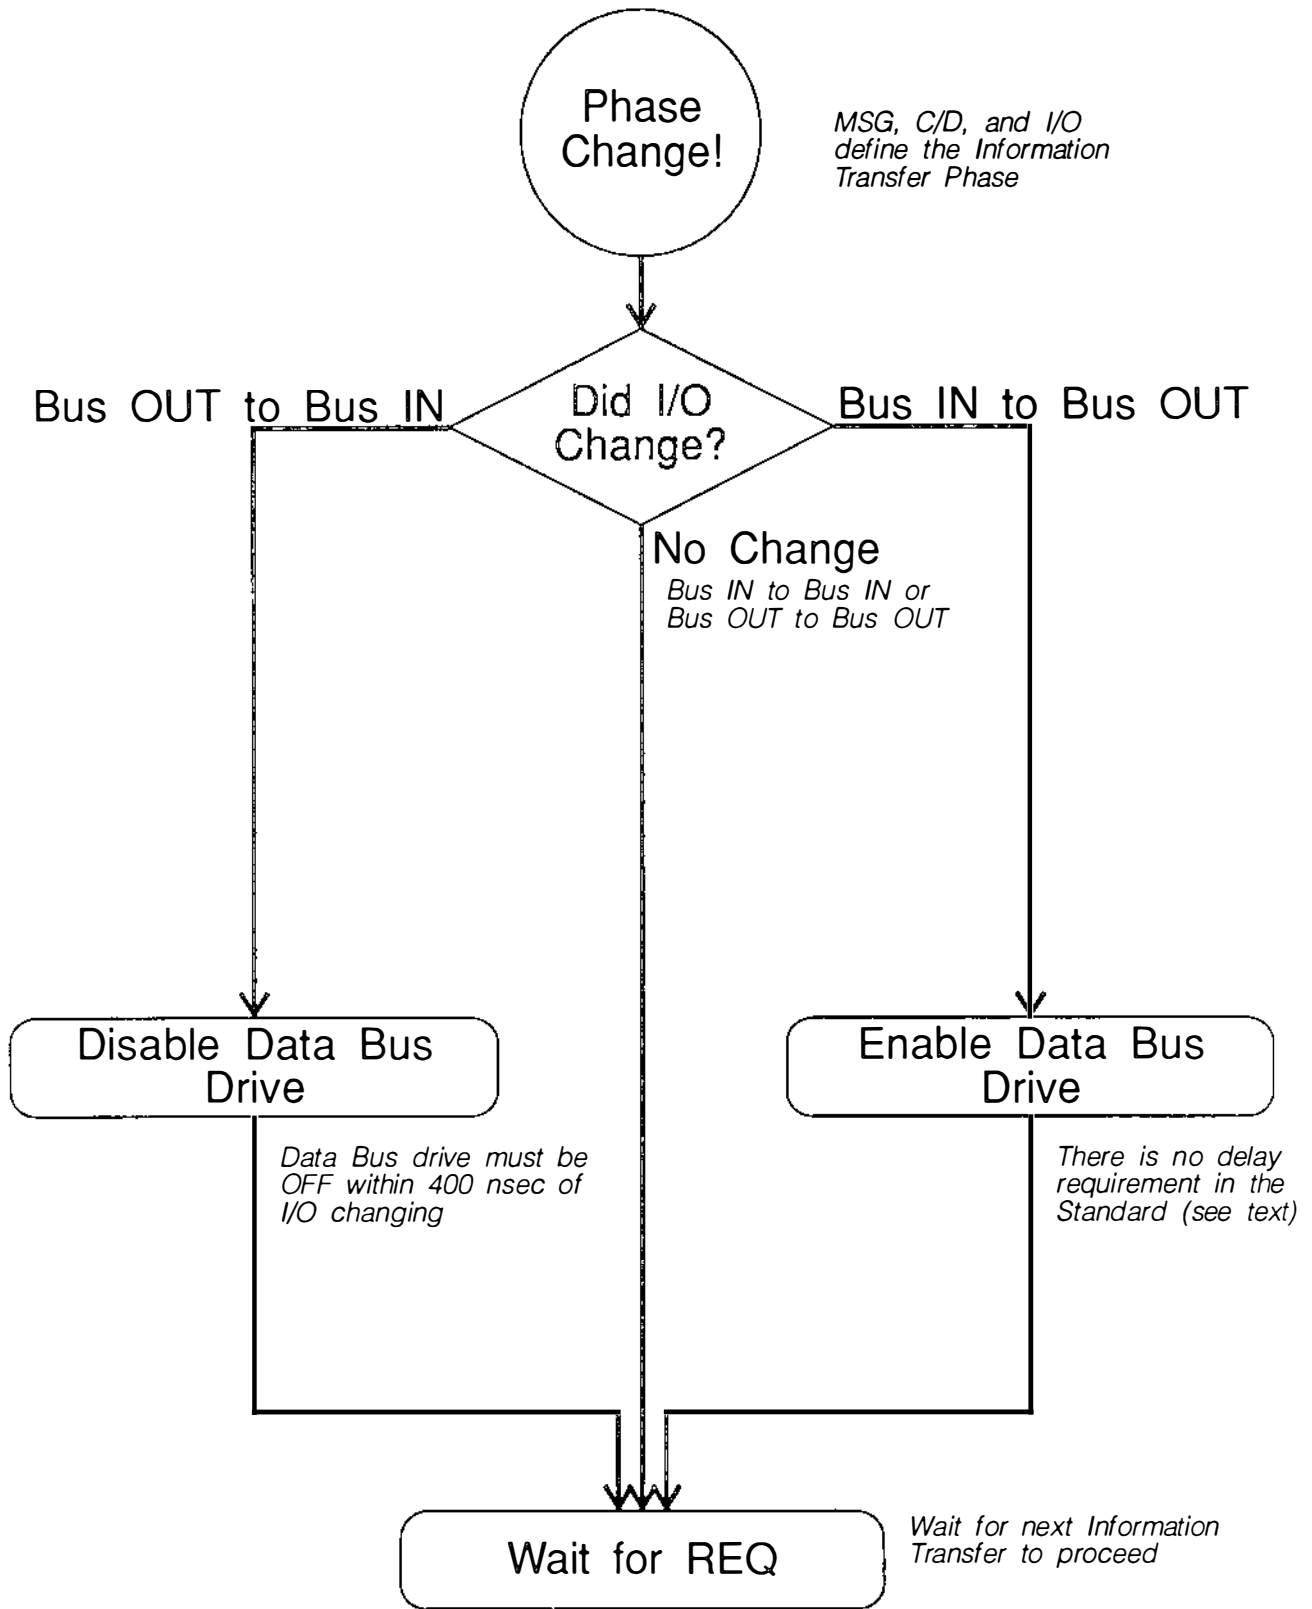 Phase
Change!
MSG, C/D, and I/O
define the Information
Transfer Phase
Bus OUT to Bus IN
Did I/O
Change?
Bus IN to Bus OUT
No Change
Bus IN to Bus IN or
Bus OUT to Bus OUT
Disable Data Bus
Drive
Enable Data Bus
Drive
Data Bus drive must be
OFF within 400 nsec of
I/O changing
There is no delay
requirement in the
Standard (see text)
Wait for REQ
Wait for next Information
Transfer to proceed